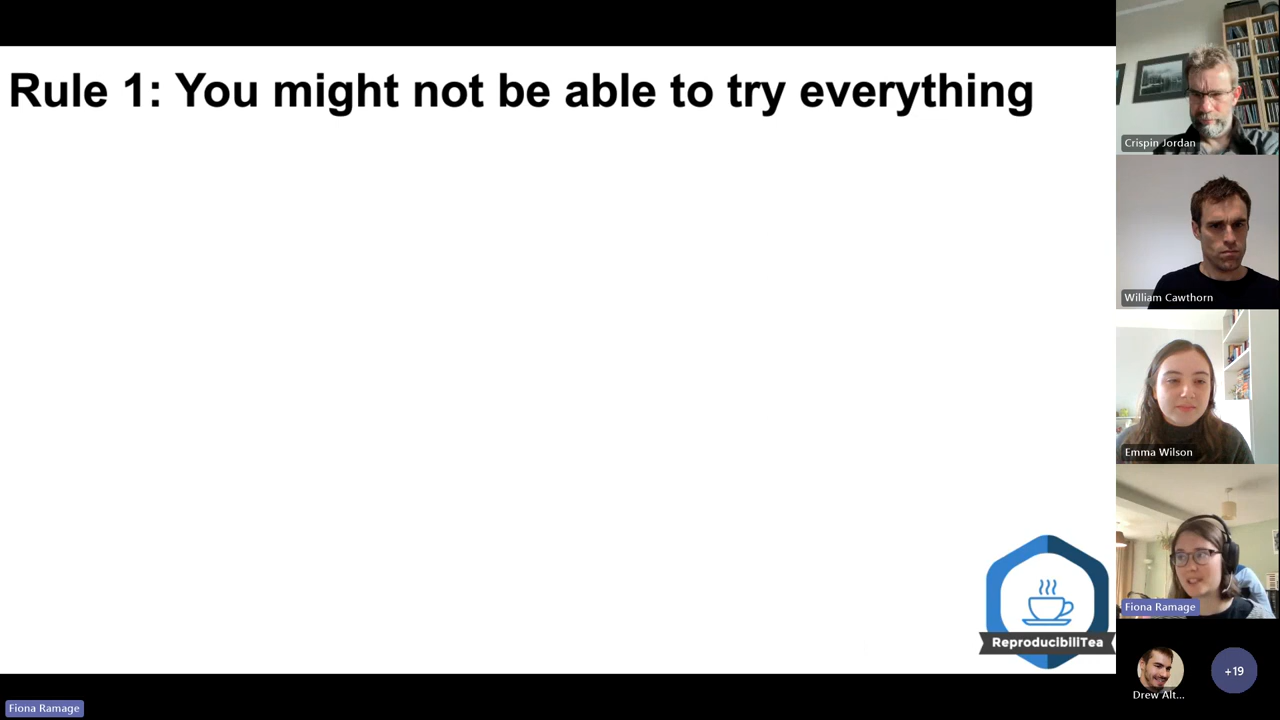 Rule 1: You might not be able to try everything
ReproducibiliTea
Fiona Ramage
Crispin Jordan
William Cawthorn
Emma Wilson
Fiona Ramage
Drew Alt...
+19